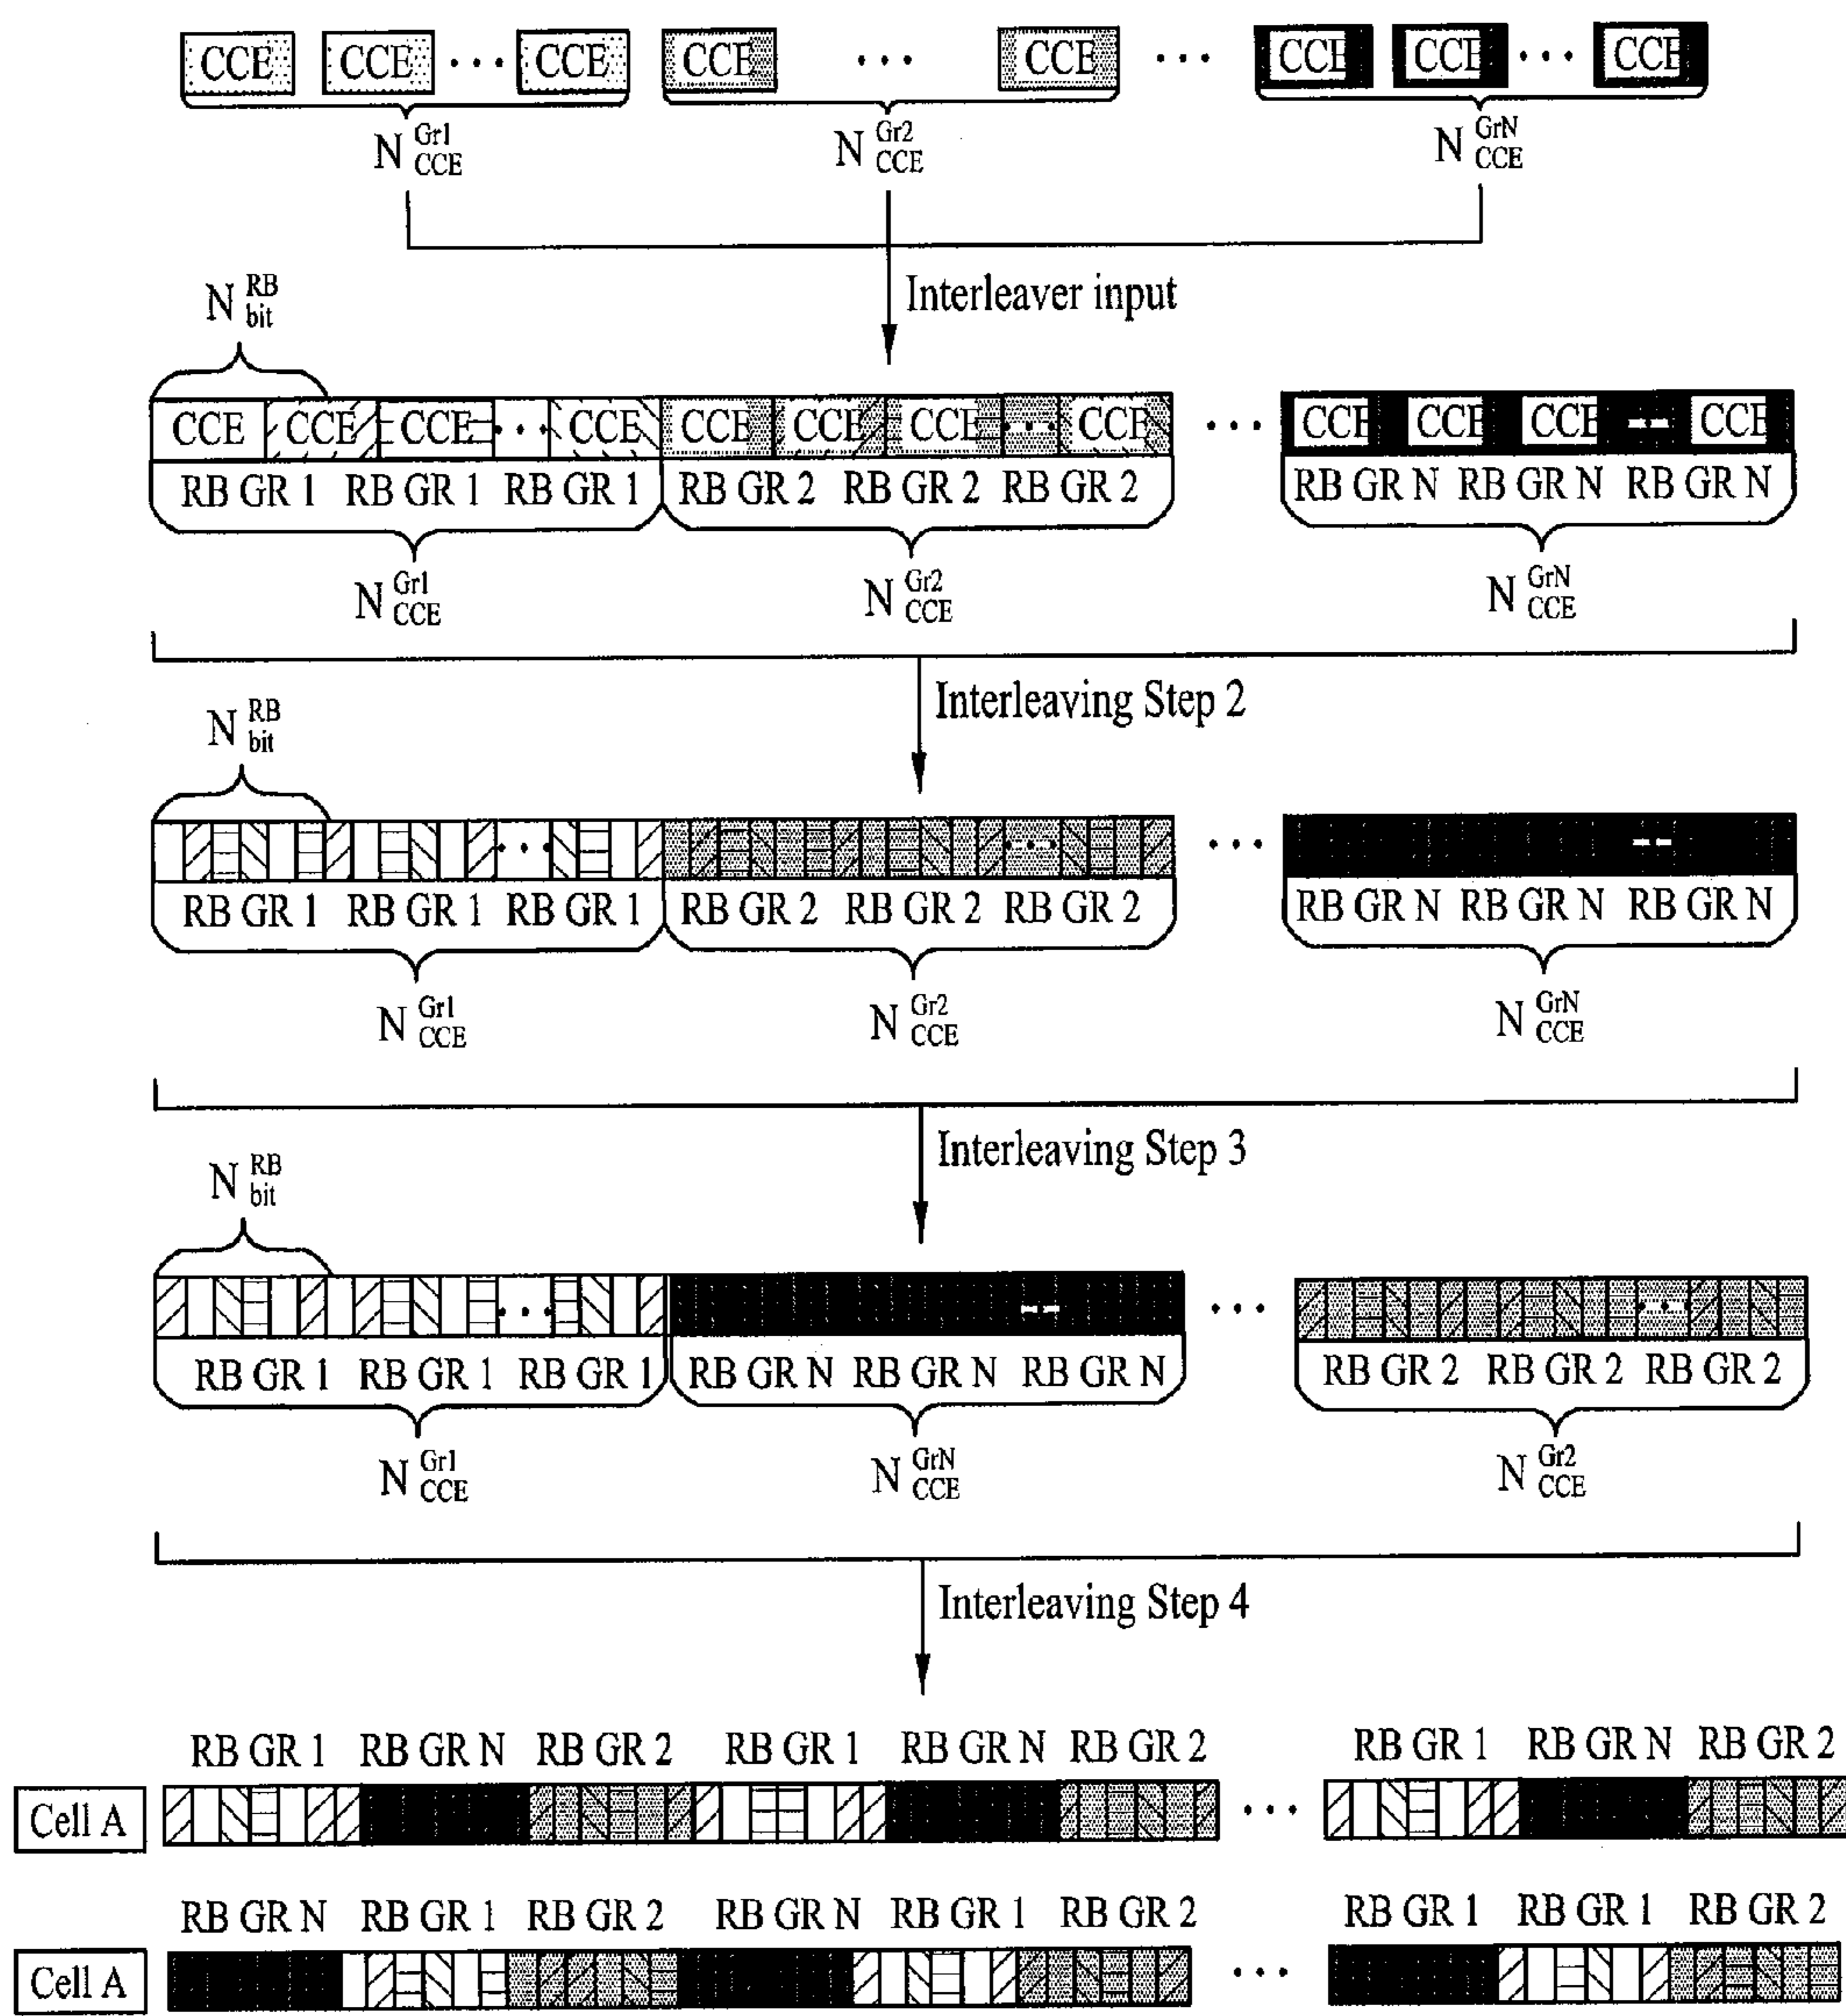 CCE CCE ... CCE CCE ... CCE ... CCE CCE ... CCE
N Gr1 CCE N Gr2 CCE N GrN CCE
Interleaver input
N RB bit
CCE CCE CCE ... CCE CCE CCE CCE ... CCE ... CCE CCE CCE CCE
RB GR 1 RB GR 1 RB GR 1 RB GR 2 RB GR 2 RB GR 2 RB GR N RB GR N RB GR N
N Gr1 CCE N Gr2 CCE N GrN CCE
Interleaving Step 2
N RB bit
... ... ...
RB GR 1 RB GR 1 RB GR 1 RB GR 2 RB GR 2 RB GR 2 RB GR N RB GR N RB GR N
N Gr1 CCE N Gr2 CCE N GrN CCE
Interleaving Step 3
N RB bit
... ... ...
RB GR 1 RB GR 1 RB GR 1 RB GR N RB GR N RB GR N RB GR 2 RB GR 2 RB GR 2
N Gr1 CCE N GrN CCE N Gr2 CCE
Interleaving Step 4
RB GR 1 RB GR N RB GR 2 RB GR 1 RB GR N RB GR 2 RB GR 1 RB GR N RB GR 2
Cell A ...
RB GR N RB GR 1 RB GR 2 RB GR N RB GR 1 RB GR 2 RB GR 1 RB GR 1 RB GR 2
Cell A ...